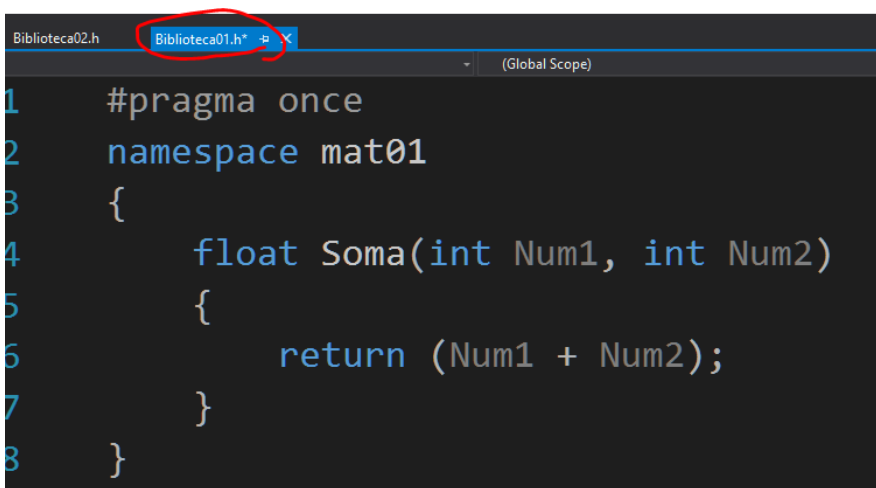 Biblioteca02.h Biblioteca01.h*
(Global Scope)
1 #pragma once
2 namespace mat01
3 {
4 float Soma(int Num1, int Num2)
5 {
6 return (Num1 + Num2);
7 }
8 }